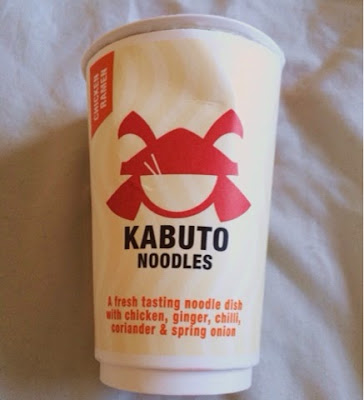 CHICKEN
RAMEN
KABUTO
NOODLES
A fresh tasting noodle dish
with chicken, ginger, chilli,
coriander & spring onion